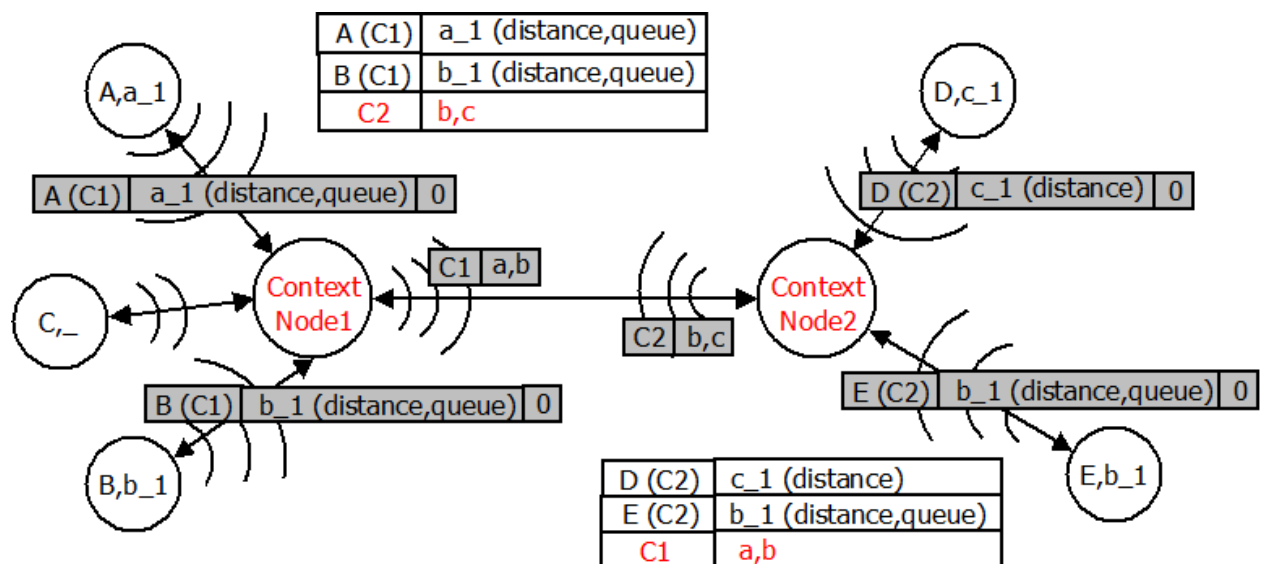 A (C1) a_1 (distance,queue)
B (C1) b_1 (distance,queue)
C2 b,c
A,a_1
D,c_1
A (C1) a_1 (distance,queue) 0
D (C2) c_1 (distance) 0
C1 a,b
Context
Node1
Context
Node2
C,_
C2 b,c
B (C1) b_1 (distance,queue) 0
E (C2) b_1 (distance,queue) 0
B,b_1
E,b_1
D (C2) c_1 (distance)
E (C2) b_1 (distance,queue)
C1 a,b